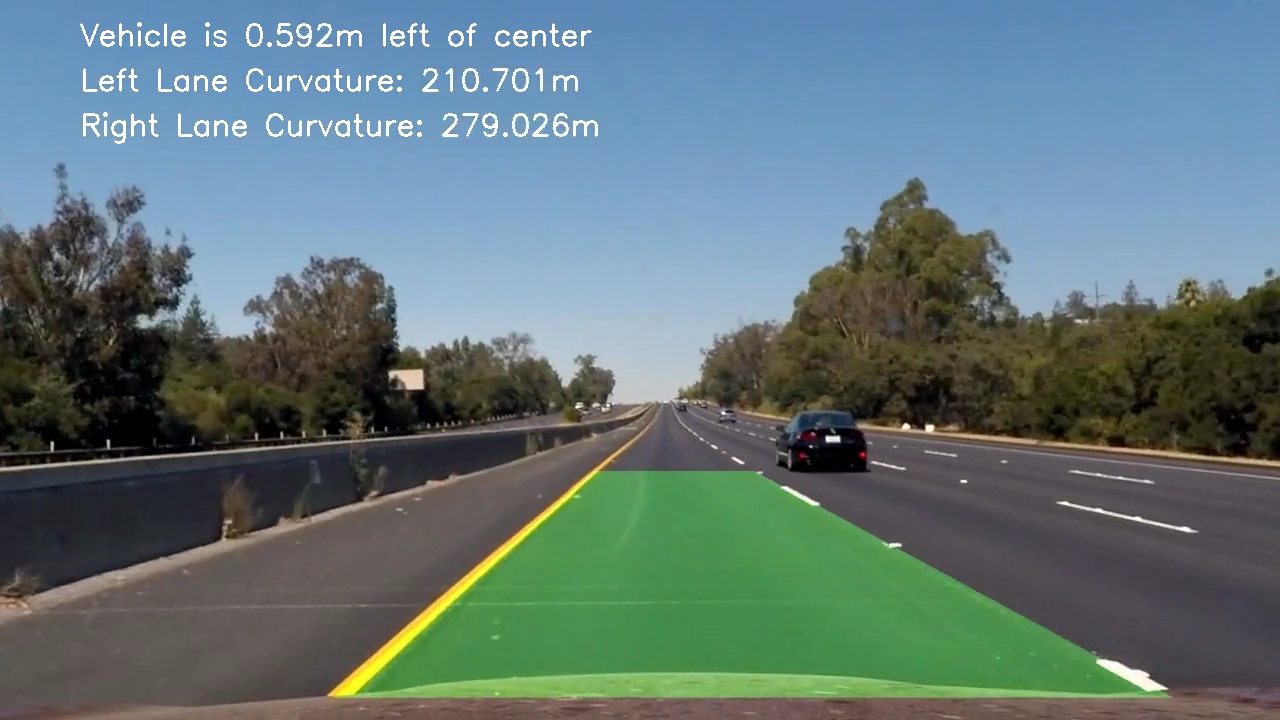 Vehicle is 0.592m left of center
Left Lane Curvature: 210.701m
Right Lane Curvature: 279.026m